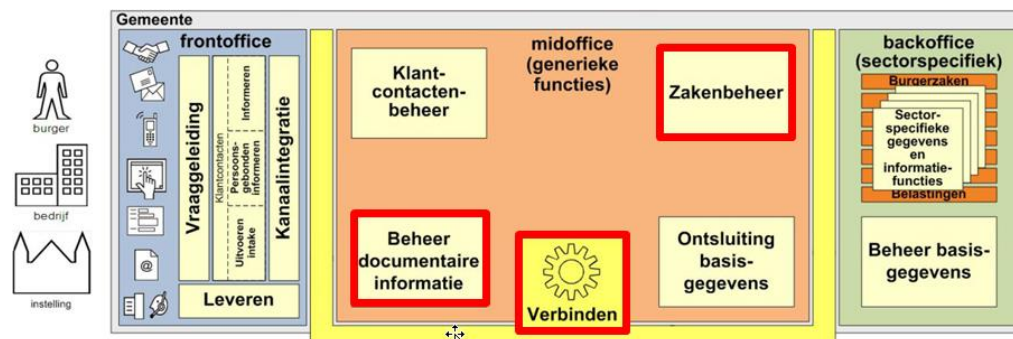 Gemeente
burger
bedrijf
instelling
frontoffice
@
Vraaggeleiding
Klantcontacten
Informeren
Persoons-
gebonden
informeren
Uitvoeren
intake
Kanaalintegratie
Leveren
midoffice
(generieke
functies)
Klant-
contacten-
beheer
Zakenbeheer
Beheer
documentaire
informatie
Verbinden
Ontsluiting
basis-
gegevens
backoffice
(sectorspecifiek)
Burgerzaken
Sector-
specifieke
gegevens
en
informatie-
functies
Belastingen
Beheer basis-
gegevens